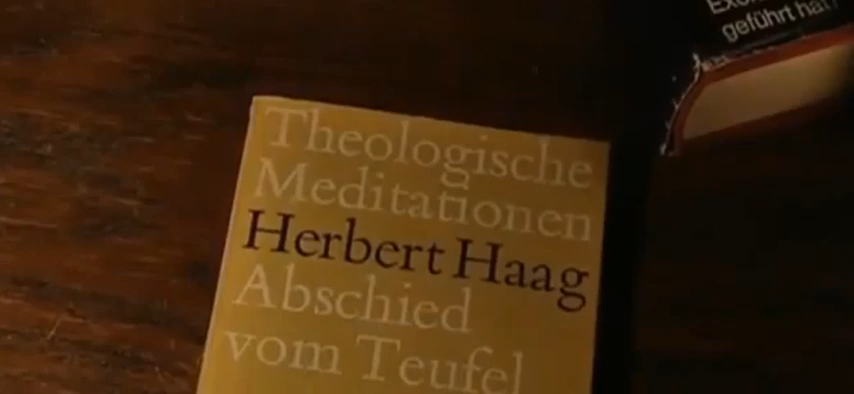 geführt hat
Theologische
Meditationen
Herbert Haag
Abschied
vom Teufel